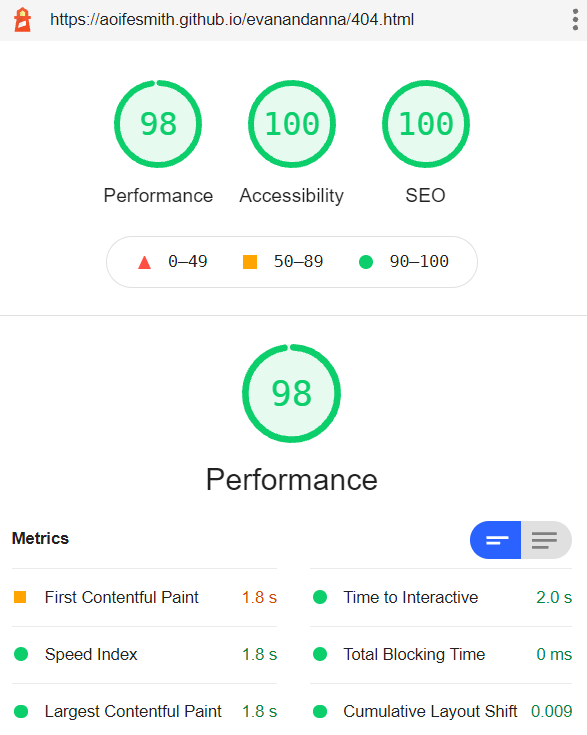 https://aoifesmith.github.io/evanandanna/404.html
98 100 100
Performance Accessibility SEO
0–49 50–89 90–100
98
Performance
Metrics
First Contentful Paint 1.8 s Time to Interactive 2.0 s
Speed Index 1.8 s Total Blocking Time 0 ms
Largest Contentful Paint 1.8 s Cumulative Layout Shift 0.009